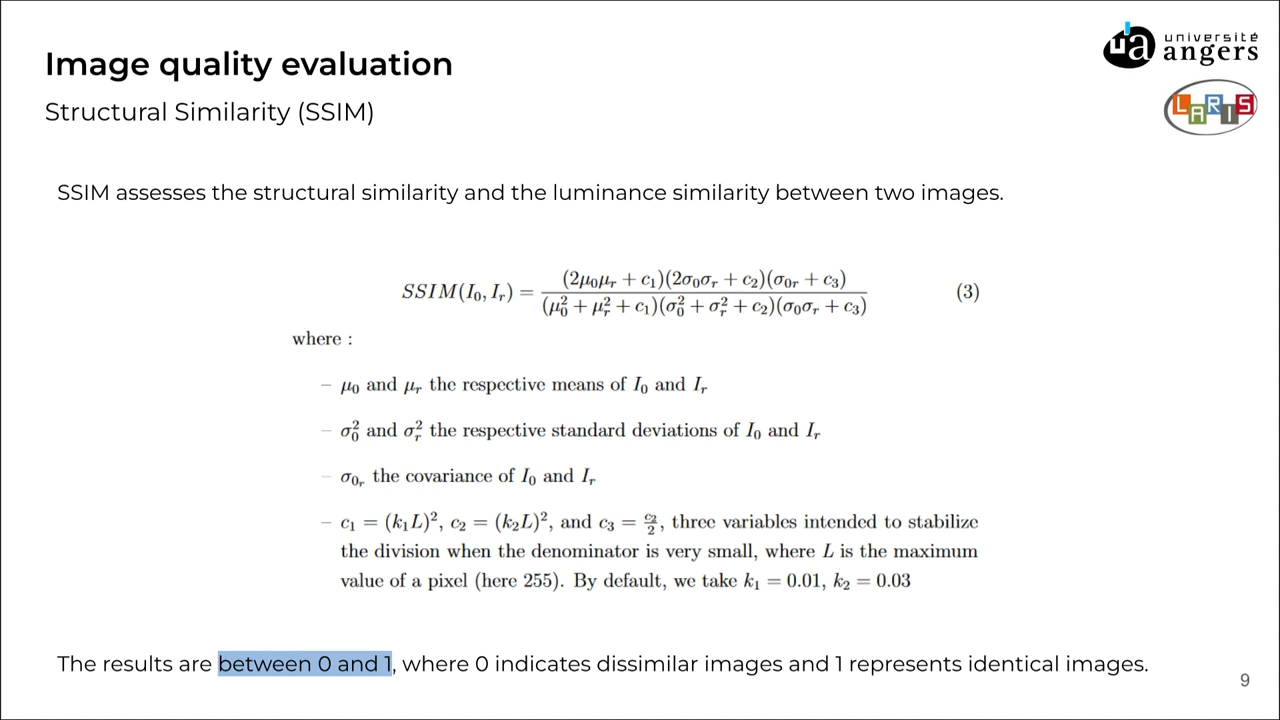 Image quality evaluation
Structural Similarity (SSIM)
université
angers
LARIS
SSIM assesses the structural similarity and the luminance similarity between two images.
SSIM(I₀, Iᵣ) = (2μ₀μᵣ + c₁)(2σ₀σᵣ + c₂)(σ₀ᵣ + c₃) / (μ₀² + μᵣ² + c₁)(σ₀² + σᵣ² + c₂)(σ₀σᵣ + c₃) (3)
where :
– μ₀ and μᵣ the respective means of I₀ and Iᵣ
– σ₀² and σᵣ² the respective standard deviations of I₀ and Iᵣ
– σ₀ᵣ the covariance of I₀ and Iᵣ
– c₁ = (k₁L)², c₂ = (k₂L)², and c₃ = c₂/2, three variables intended to stabilize
the division when the denominator is very small, where L is the maximum
value of a pixel (here 255). By default, we take k₁ = 0.01, k₂ = 0.03
The results are between 0 and 1, where 0 indicates dissimilar images and 1 represents identical images.
9